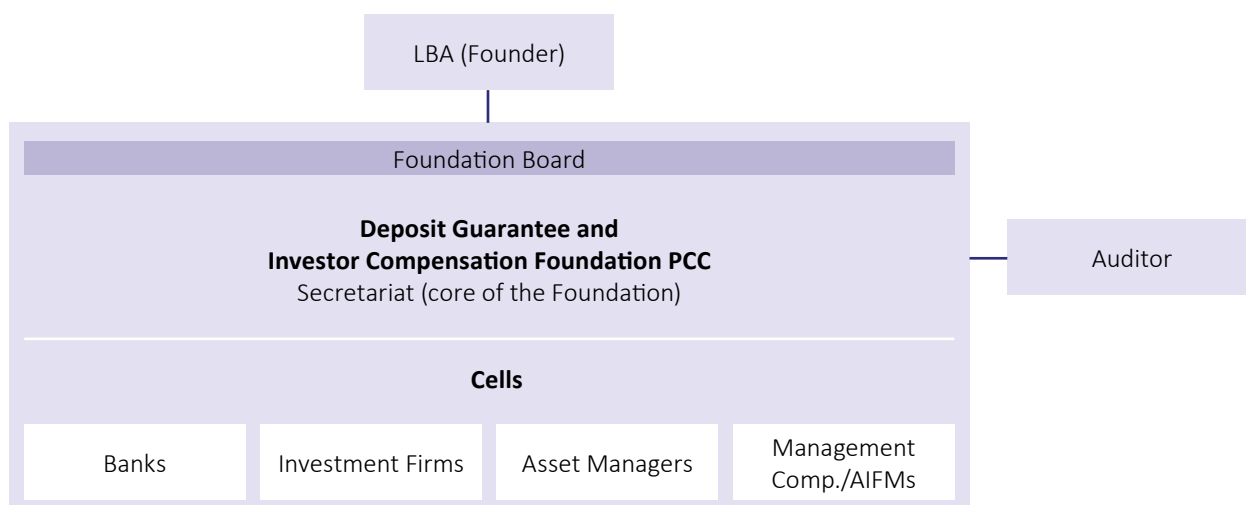 LBA (Founder)
Foundation Board
Deposit Guarantee and
Investor Compensation Foundation PCC
Secretariat (core of the Foundation)
Auditor
Cells
Banks
Investment Firms
Asset Managers
Management
Comp./AIFMs